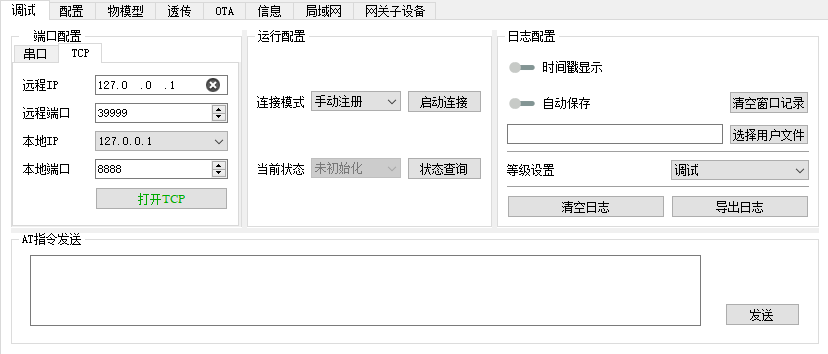 调试 配置 物模型 透传 OTA 信息 局域网 网关子设备
端口配置
串口 TCP
远程IP 127.0 .0 .1
远程端口 39999
本地IP 127.0.0.1
本地端口 8888
打开TCP
运行配置
连接模式 手动注册 启动连接
当前状态 未初始化 状态查询
日志配置
时间戳显示
自动保存 清空窗口记录
选择用户文件
等级设置 调试
清空日志 导出日志
AT指令发送
发送